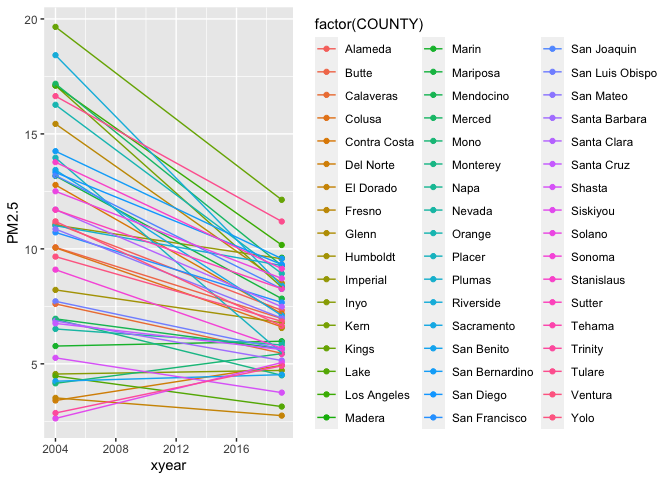 factor(COUNTY)
20
15
10
5
PM2.5
2004
2008
2012
2016
xyear
Alameda
Butte
Calaveras
Colusa
Contra Costa
Del Norte
El Dorado
Fresno
Glenn
Humboldt
Imperial
Inyo
Kern
Kings
Lake
Los Angeles
Madera
Marin
Mariposa
Mendocino
Merced
Mono
Monterey
Napa
Nevada
Orange
Placer
Plumas
Riverside
Sacramento
San Benito
San Bernardino
San Diego
San Francisco
San Joaquin
San Luis Obispo
San Mateo
Santa Barbara
Santa Clara
Santa Cruz
Shasta
Siskiyou
Solano
Sonoma
Stanislaus
Sutter
Tehama
Trinity
Tulare
Ventura
Yolo